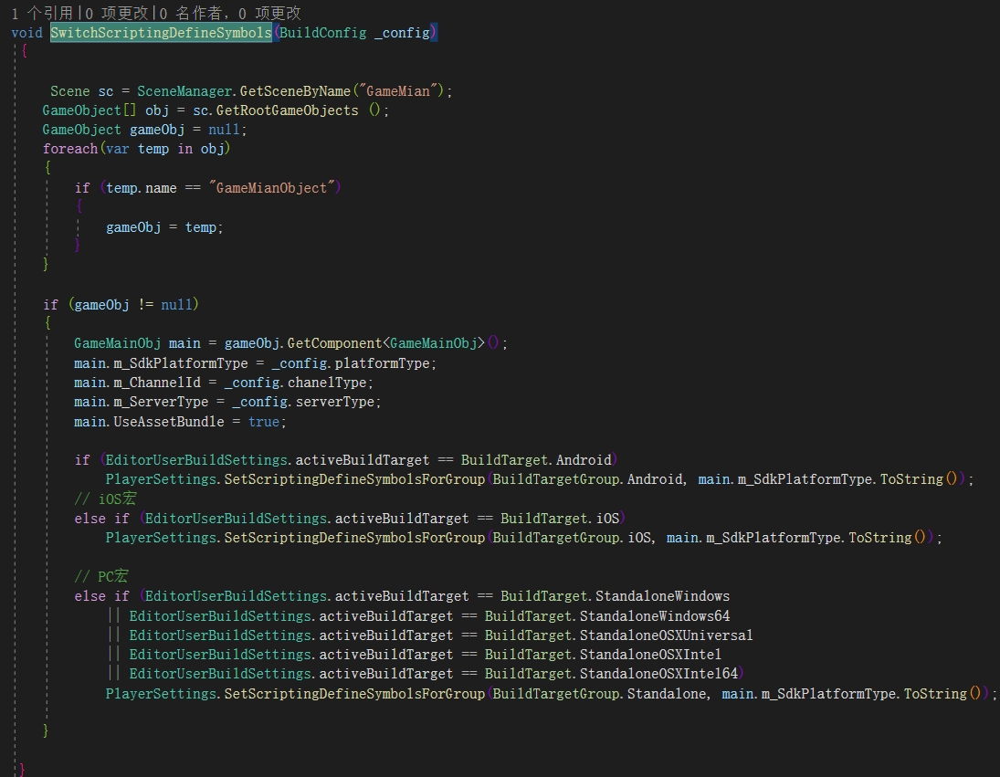 1 个引用|0 项更改|0 名作者，0 项更改
void SwitchScriptingDefineSymbols(BuildConfig _config)
{
Scene sc = SceneManager.GetSceneByName("GameMian");
GameObject[] obj = sc.GetRootGameObjects ();
GameObject gameObj = null;
foreach(var temp in obj)
{
if (temp.name == "GameMianObject")
{
gameObj = temp;
}
}
if (gameObj != null)
{
GameMainObj main = gameObj.GetComponent<GameMainObj>();
main.m_SdkPlatformType = _config.platformType;
main.m_ChannelId = _config.chanelType;
main.m_ServerType = _config.serverType;
main.UseAssetBundle = true;
if (EditorUserBuildSettings.activeBuildTarget == BuildTarget.Android)
PlayerSettings.SetScriptingDefineSymbolsForGroup(BuildTargetGroup.Android, main.m_SdkPlatformType.ToString());
// iOS宏
else if (EditorUserBuildSettings.activeBuildTarget == BuildTarget.iOS)
PlayerSettings.SetScriptingDefineSymbolsForGroup(BuildTargetGroup.iOS, main.m_SdkPlatformType.ToString());
// PC宏
else if (EditorUserBuildSettings.activeBuildTarget == BuildTarget.StandaloneWindows
|| EditorUserBuildSettings.activeBuildTarget == BuildTarget.StandaloneWindows64
|| EditorUserBuildSettings.activeBuildTarget == BuildTarget.StandaloneOSXUniversal
|| EditorUserBuildSettings.activeBuildTarget == BuildTarget.StandaloneOSXIntel
|| EditorUserBuildSettings.activeBuildTarget == BuildTarget.StandaloneOSXIntel64)
PlayerSettings.SetScriptingDefineSymbolsForGroup(BuildTargetGroup.Standalone, main.m_SdkPlatformType.ToString());
}
}